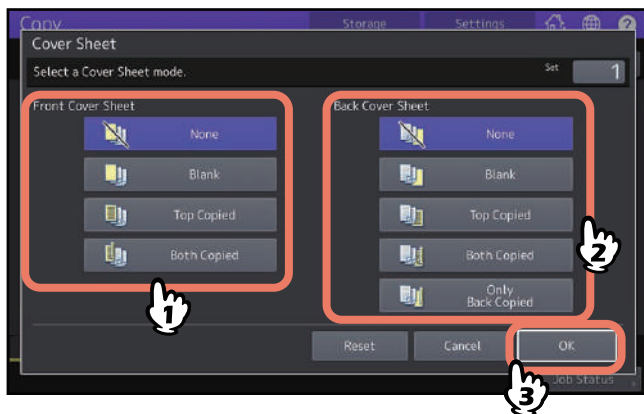 Copy
Storage
Settings
Cover Sheet
Select a Cover Sheet mode.
Set
1
Front Cover Sheet
None
Blank
Top Copied
Both Copied
1
Back Cover Sheet
None
Blank
Top Copied
Both Copied
Only
Back Copied
2
Reset
Cancel
OK
3
Job Status